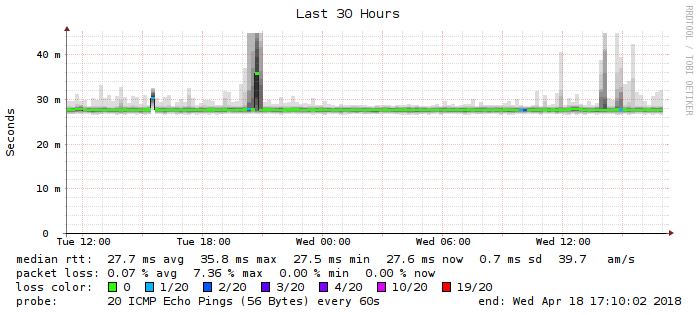 Last 30 Hours
RRDTOOL / TOBI OETIKER
Seconds
40 m
30 m
20 m
10 m
0
Tue 12:00 Tue 18:00 Wed 00:00 Wed 06:00 Wed 12:00
median rtt: 27.7 ms avg 35.8 ms max 27.5 ms min 27.6 ms now 0.7 ms sd 39.7 am/s
packet loss: 0.07 % avg 7.36 % max 0.00 % min 0.00 % now
loss color: 0 1/20 2/20 3/20 4/20 10/20 19/20
probe: 20 ICMP Echo Pings (56 Bytes) every 60s end: Wed Apr 18 17:10:02 2018